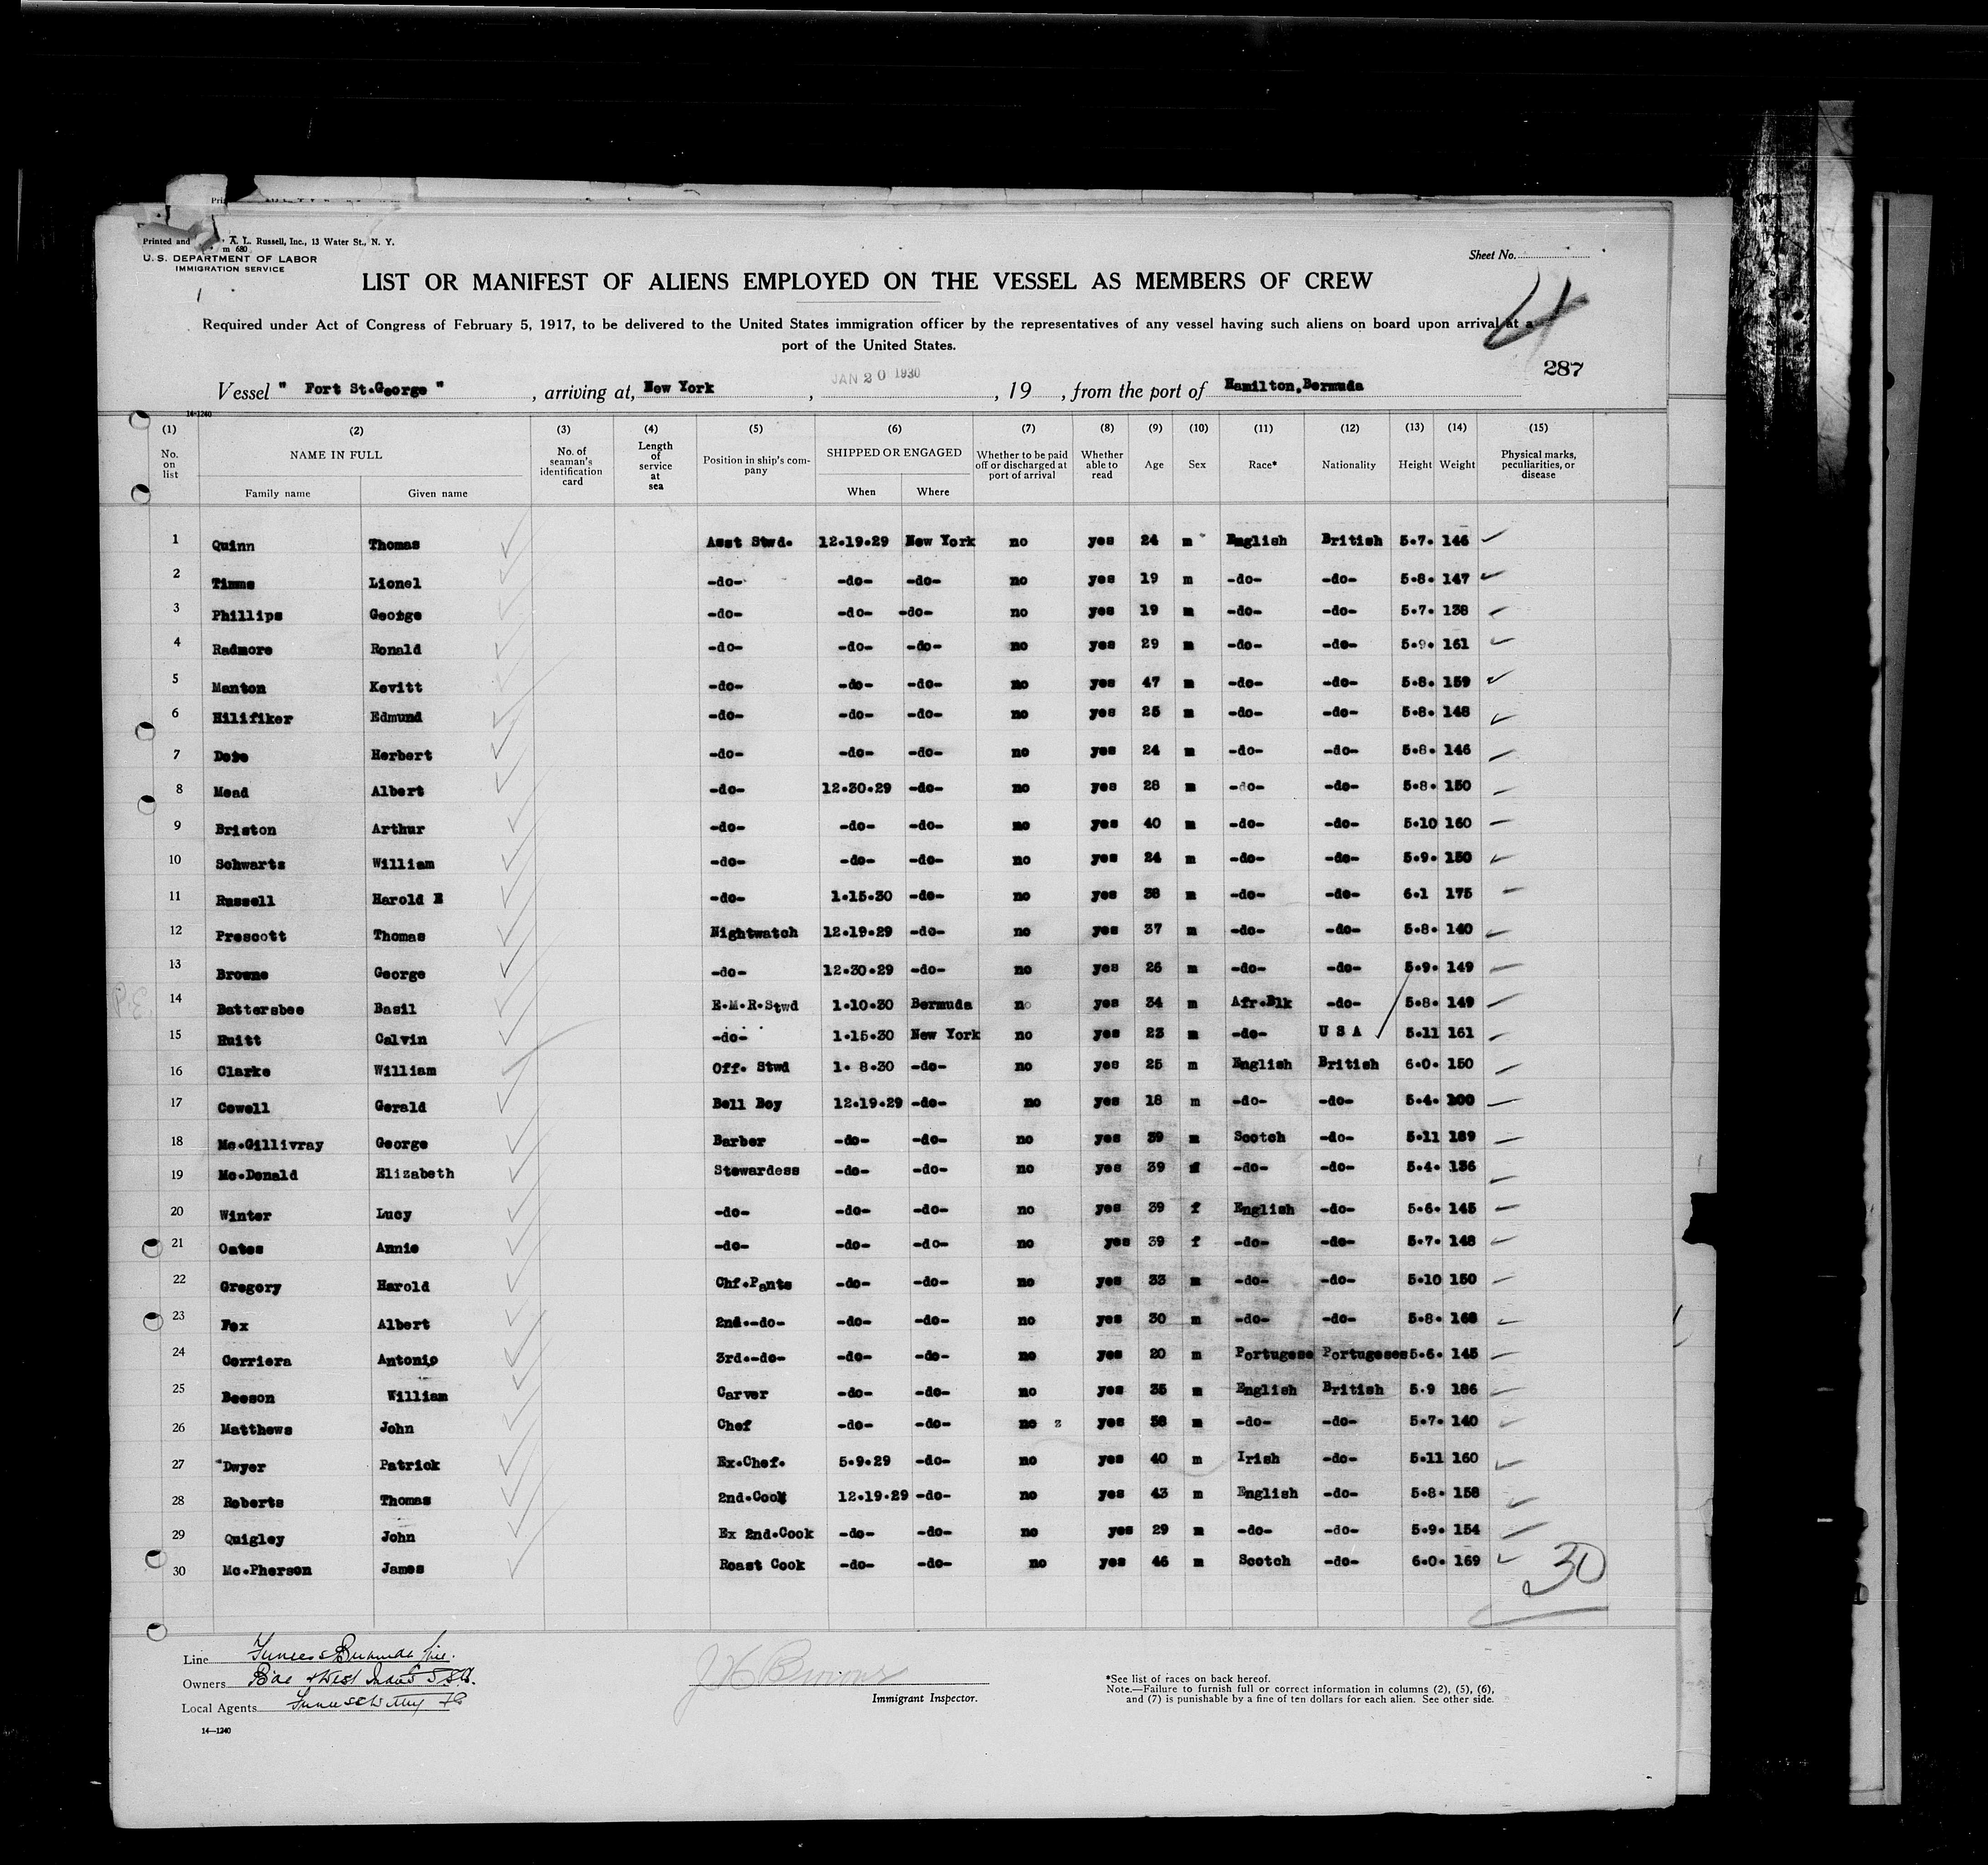 Printed and A. L. Russell, Inc., 13 Water St., N. Y.
m 680
U. S. DEPARTMENT OF LABOR
IMMIGRATION SERVICE
Sheet No.
LIST OR MANIFEST OF ALIENS EMPLOYED ON THE VESSEL AS MEMBERS OF CREW
Required under Act of Congress of February 5, 1917, to be delivered to the United States immigration officer by the representatives of any vessel having such aliens on board upon arrival at a
port of the United States.
287
Vessel " Fort St.George " , arriving at, New York , JAN 20 1930 , 19 , from the port of Hamilton,Bermuda
14-1240
(1) (2) (3) (4) (5) (6) (7) (8) (9) (10) (11) (12) (13) (14) (15)
No. on list NAME IN FULL Family name Given name No. of seaman's identification card Length of service at sea Position in ship's company SHIPPED OR ENGAGED When Where Whether to be paid off or discharged at port of arrival Whether able to read Age Sex Race* Nationality Height Weight Physical marks, peculiarities, or disease
1 Quinn Thomas Asst Stwd. 12.19.29 New York no yes 24 m English British 5.7. 146
2 Timms Lionel -do- -do- -do- no yes 19 m -do- -do- 5.8. 147
3 Phillips George -do- -do- -do- no yes 19 m -do- -do- 5.7. 138
4 Radmore Ronald -do- -do- -do- no yes 29 m -do- -do- 5.9. 161
5 Manton Kevitt -do- -do- -do- no yes 47 m -do- -do- 5.8. 159
6 Hilifiker Edmund -do- -do- -do- no yes 25 m -do- -do- 5.8. 148
7 Herbert -do- -do- -do- no yes 24 m -do- -do- 5.8. 146
8 Mead Albert -do- 12.30.29 -do- no yes 28 m -do- -do- 5.8. 150
9 Briston Arthur -do- -do- -do- no yes 40 m -do- -do- 5.10 160
10 Schwarts William -do- -do- -do- no yes 24 m -do- -do- 5.9. 150
11 Russell Harold E -do- 1.15.30 -do- no yes 38 m -do- -do- 6.1 175
12 Prescott Thomas Nightwatch 12.19.29 -do- no yes 37 m -do- -do- 5.8. 140
13 Browne George -do- 12.30.29 -do- no yes 26 m -do- -do- 5.9. 149
P.E. 14 Battersbee Basil E.M.R.Stwd 1.10.30 Bermuda no yes 34 m Afr.Blk -do- 5.8. 149
15 Huitt Calvin -do- 1.15.30 New York no yes 23 m -do- U S A 5.11 161
16 Clarke William Off. Stwd 1. 8.30 -do- no yes 25 m English British 6.0. 150
17 Cowell Gerald Bell Boy 12.19.29 -do- no yes 18 m -do- -do- 5.4. 100
18 Mc.Gillivray George Barber -do- -do- no yes 39 m Scotch -do- 5.11 189
19 Mc.Donald Elizabeth Stewardess -do- -do- no yes 39 f -do- -do- 5.4. 136
20 Winter Lucy -do- -do- -do- no yes 39 f English -do- 5.6. 145
21 Oates Annie -do- -do- -do- no yes 39 f -do- -do- 5.7. 148
22 Gregory Harold Chf.Pants -do- -do- no yes 33 m -do- -do- 5.10 150
23 Fox Albert 2nd.-do- -do- -do- no yes 30 m -do- -do- 5.8. 168
24 Corriera Antonio 3rd.-do- -do- -do- no yes 20 m Portugese Portugeses 5.6. 145
25 Beeson William Carver -do- -do- no yes 35 m English British 5.9 186
26 Matthews John Chef -do- -do- no yes 58 m -do- -do- 5.7. 140
27 Dwyer Patrick Ex.Chef. 5.9.29 -do- no yes 40 m Irish -do- 5.11 160
28 Roberts Thomas 2nd.Cook 12.19.29 -do- no yes 43 m English -do- 5.8. 158
29 Quigley John Ex 2nd.Cook -do- -do- no yes 29 m -do- -do- 5.9. 154
30 Mc.Pherson James Roast Cook -do- -do- no yes 46 m Scotch -do- 6.0. 169
30
Line Furness Bermuda Line.
Owners Bda & West Indies S.S.Co.
Local Agents Furness Withy Co
Immigrant Inspector.
*See list of races on back hereof.
Note.—Failure to furnish full or correct information in columns (2), (5), (6),
and (7) is punishable by a fine of ten dollars for each alien. See other side.
14—1240